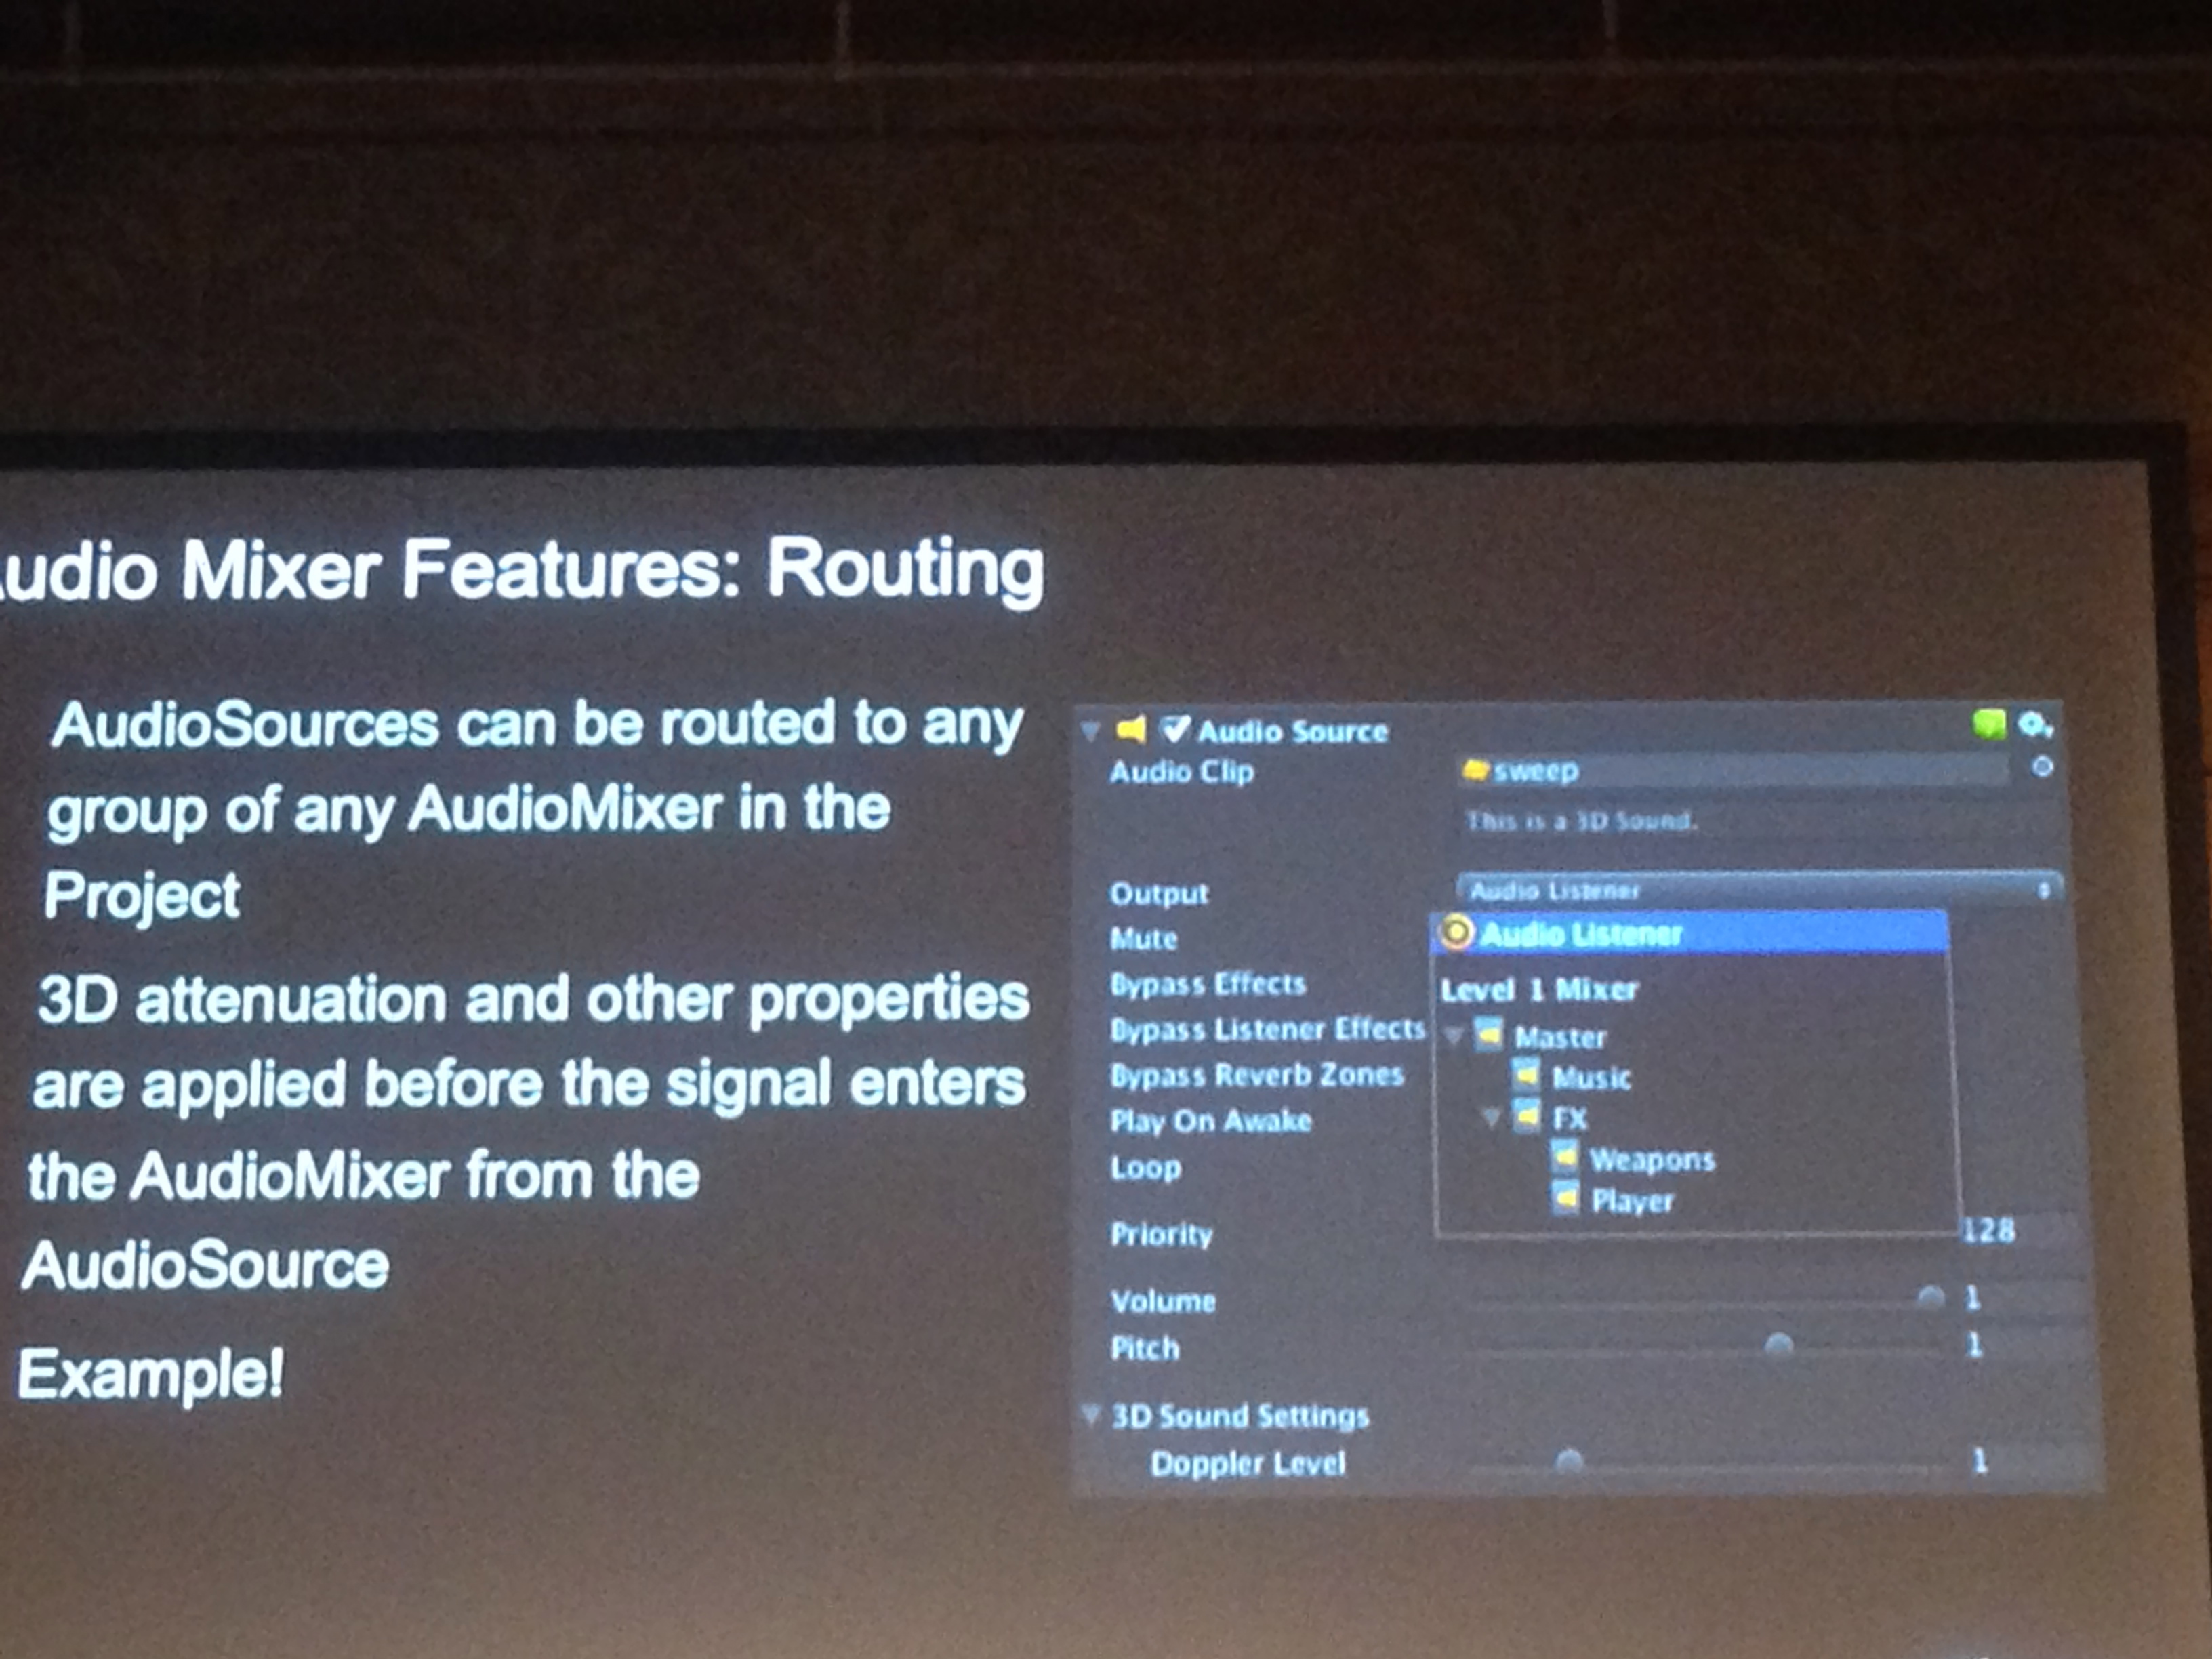 Audio Mixer Features: Routing
AudioSources can be routed to any
group of any AudioMixer in the
Project
3D attenuation and other properties
are applied before the signal enters
the AudioMixer from the
AudioSource
Example!
Audio Source
Audio Clip sweep
This is a 3D Sound.
Output Audio Listener
Mute Audio Listener
Bypass Effects Level 1 Mixer
Bypass Listener Effects Master
Bypass Reverb Zones Music
Play On Awake FX
Loop Weapons
Player
Priority 128
Volume 1
Pitch 1
3D Sound Settings
Doppler Level 1